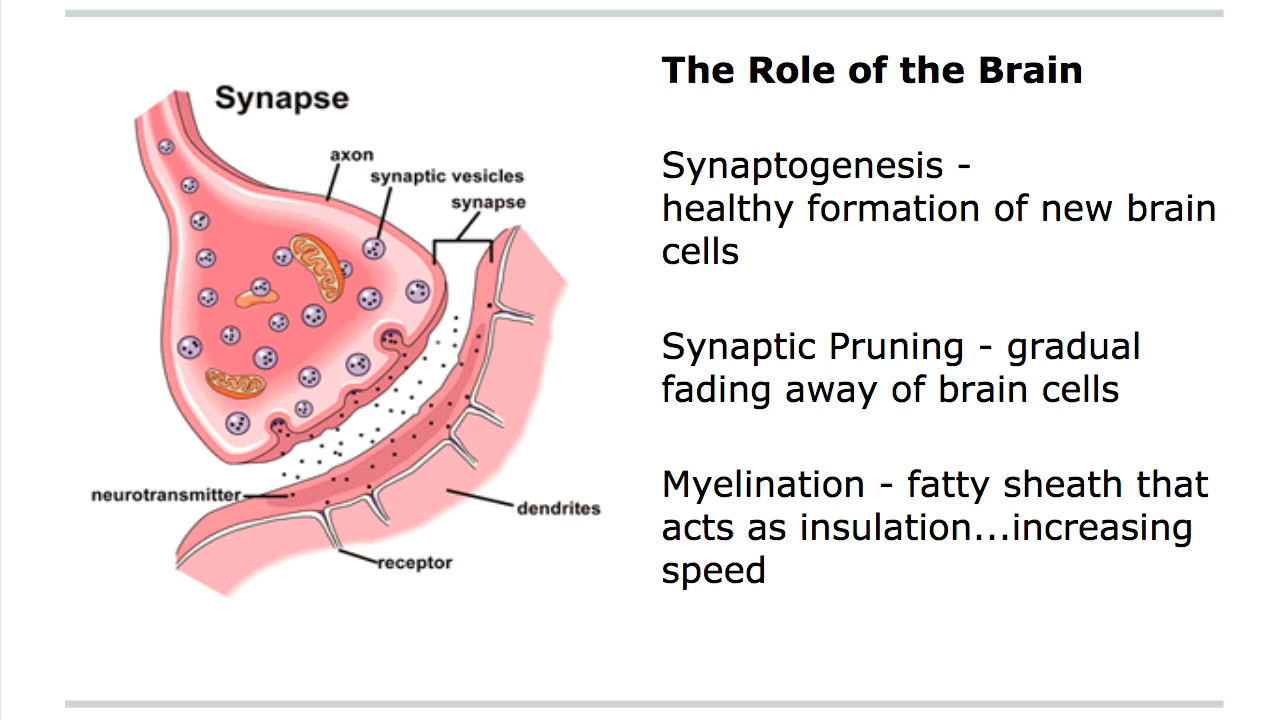 Synapse
axon
synaptic vesicles
synapse
neurotransmitter
dendrites
receptor
The Role of the Brain
Synaptogenesis -
healthy formation of new brain
cells
Synaptic Pruning - gradual
fading away of brain cells
Myelination - fatty sheath that
acts as insulation...increasing
speed